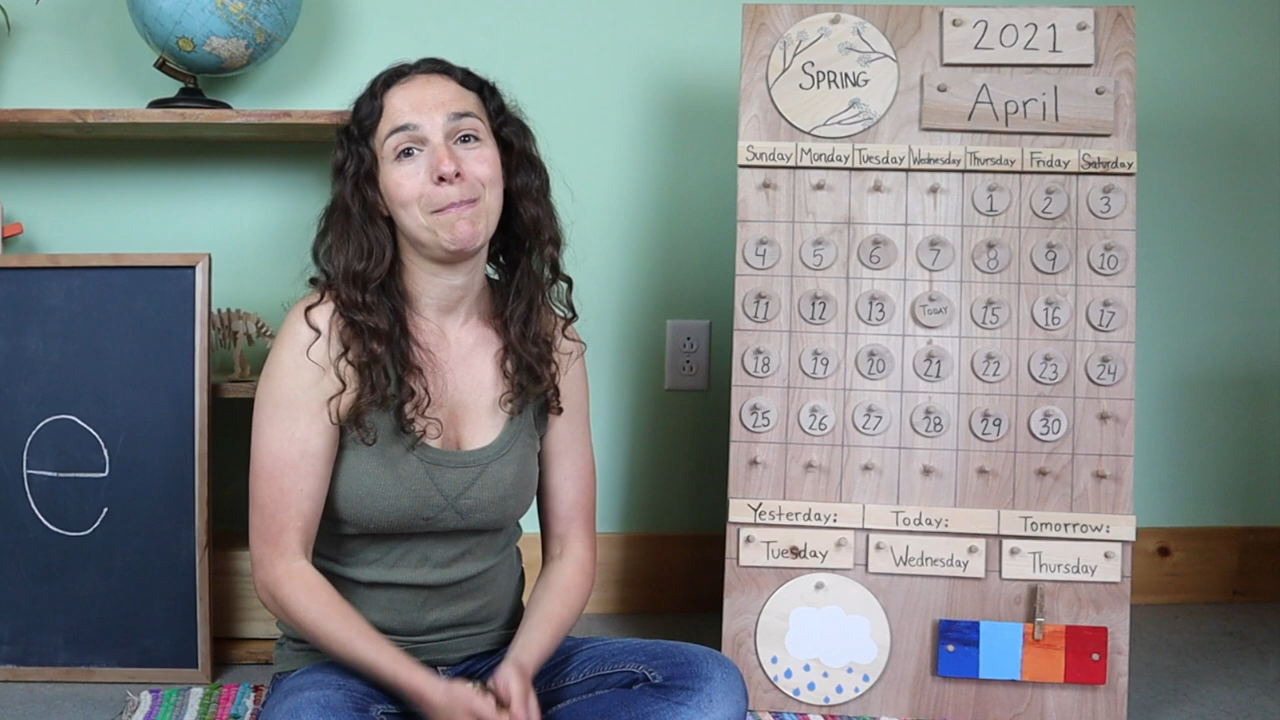 e
SPRING
2021
April
Sunday Monday Tuesday Wednesday Thursday Friday Saturday
1 2 3
4 5 6 7 8 9 10
11 12 13 TODAY 15 16 17
18 19 20 21 22 23 24
25 26 27 28 29 30
Yesterday: Today: Tomorrow:
Tuesday Wednesday Thursday